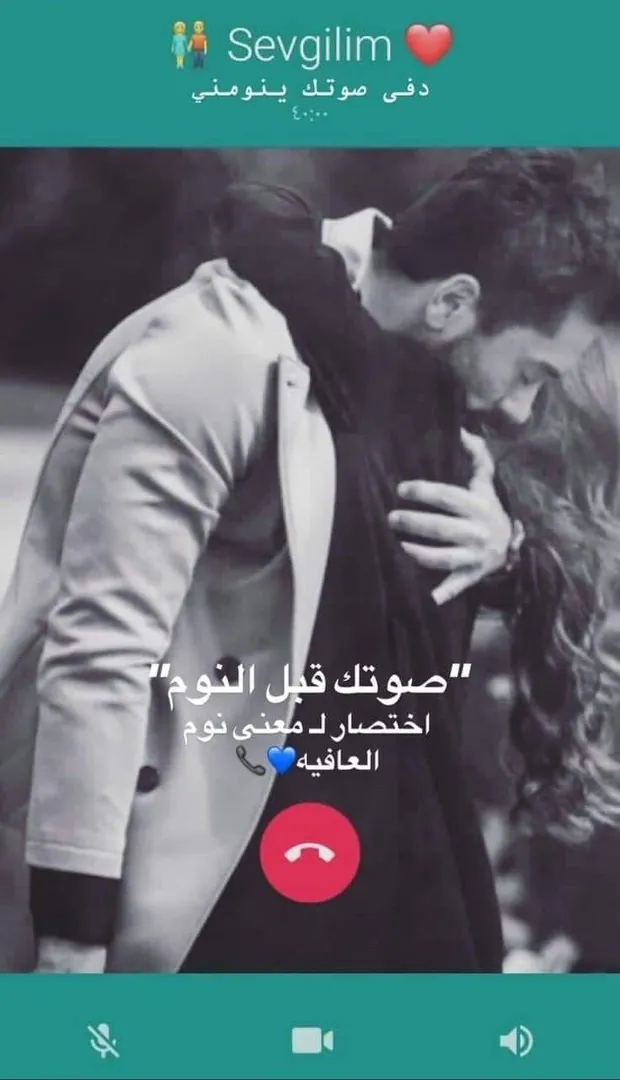 👫 Sevgilim ❤️
دفى صوتك ينومني
٤٠:٠٠
"صوتك قبل النوم"
اختصار لـ معنى نوم
العافيه💙📞